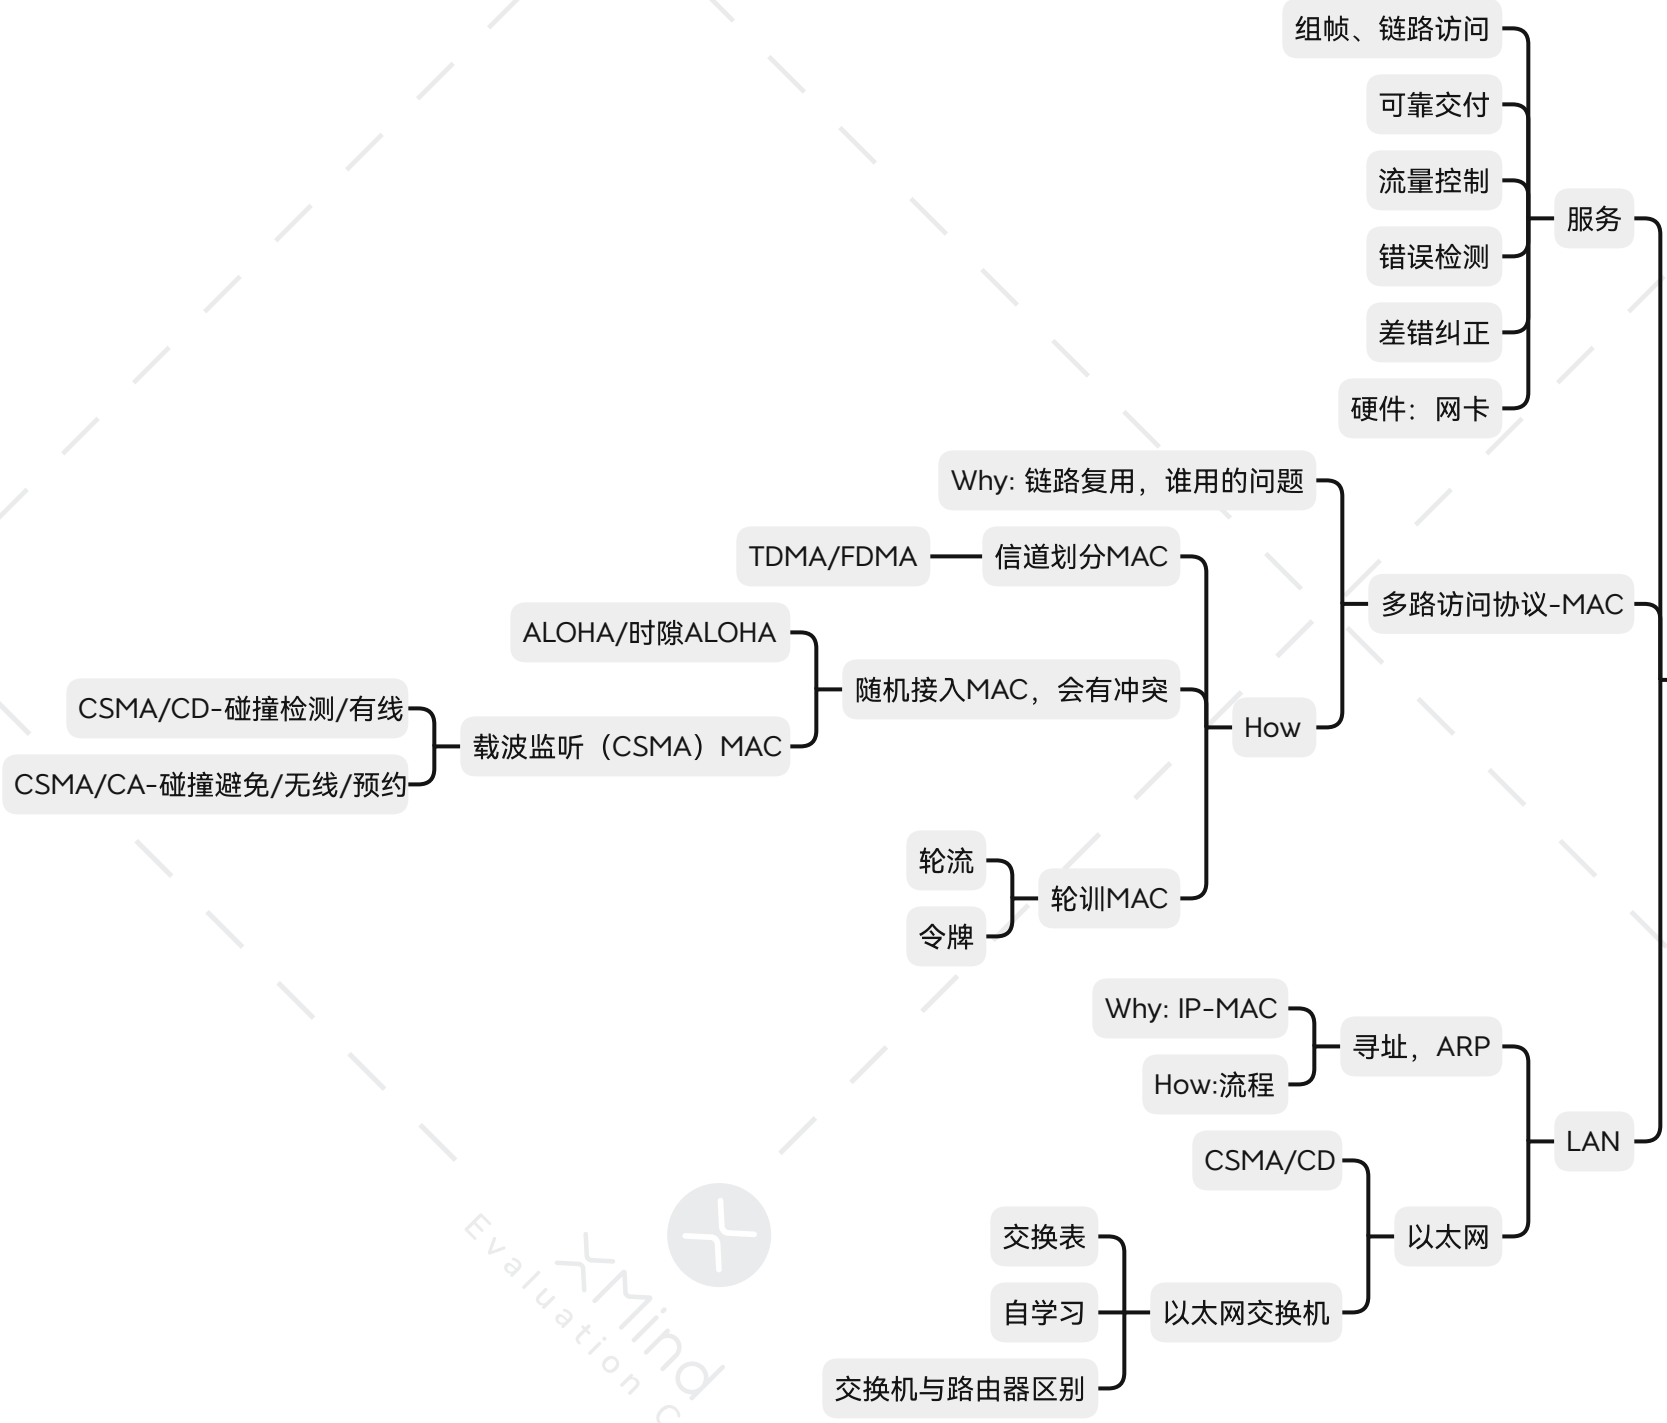 组帧、链路访问
可靠交付
流量控制
服务
错误检测
差错纠正
硬件：网卡
Why: 链路复用，谁用的问题
TDMA/FDMA
信道划分MAC
多路访问协议-MAC
ALOHA/时隙ALOHA
随机接入MAC，会有冲突
CSMA/CD-碰撞检测/有线
How
载波监听（CSMA）MAC
CSMA/CA-碰撞避免/无线/预约
轮流
轮训MAC
令牌
Why: IP-MAC
寻址，ARP
How:流程
LAN
CSMA/CD
交换表
以太网
自学习
以太网交换机
交换机与路由器区别
XMind
Evaluation